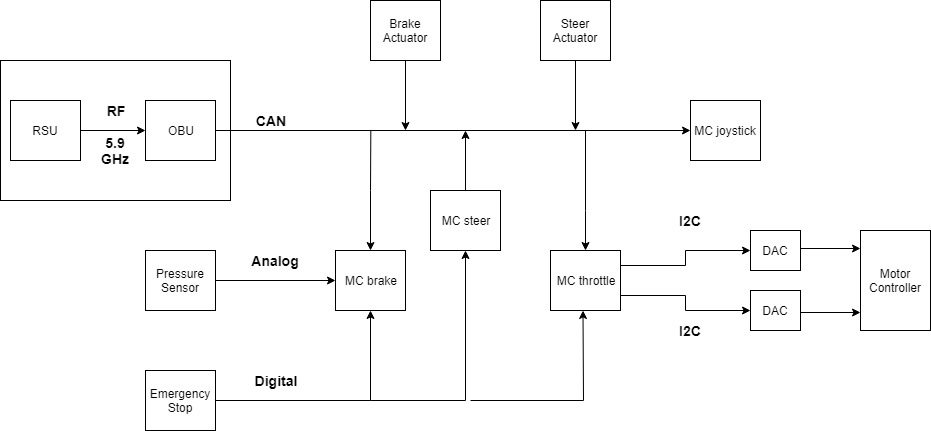 Brake
Actuator
Steer
Actuator
RSU
RF
5.9
GHz
OBU
CAN
MC joystick
MC steer
Pressure
Sensor
Analog
MC brake
MC throttle
I2C
I2C
DAC
DAC
Motor
Controller
Emergency
Stop
Digital